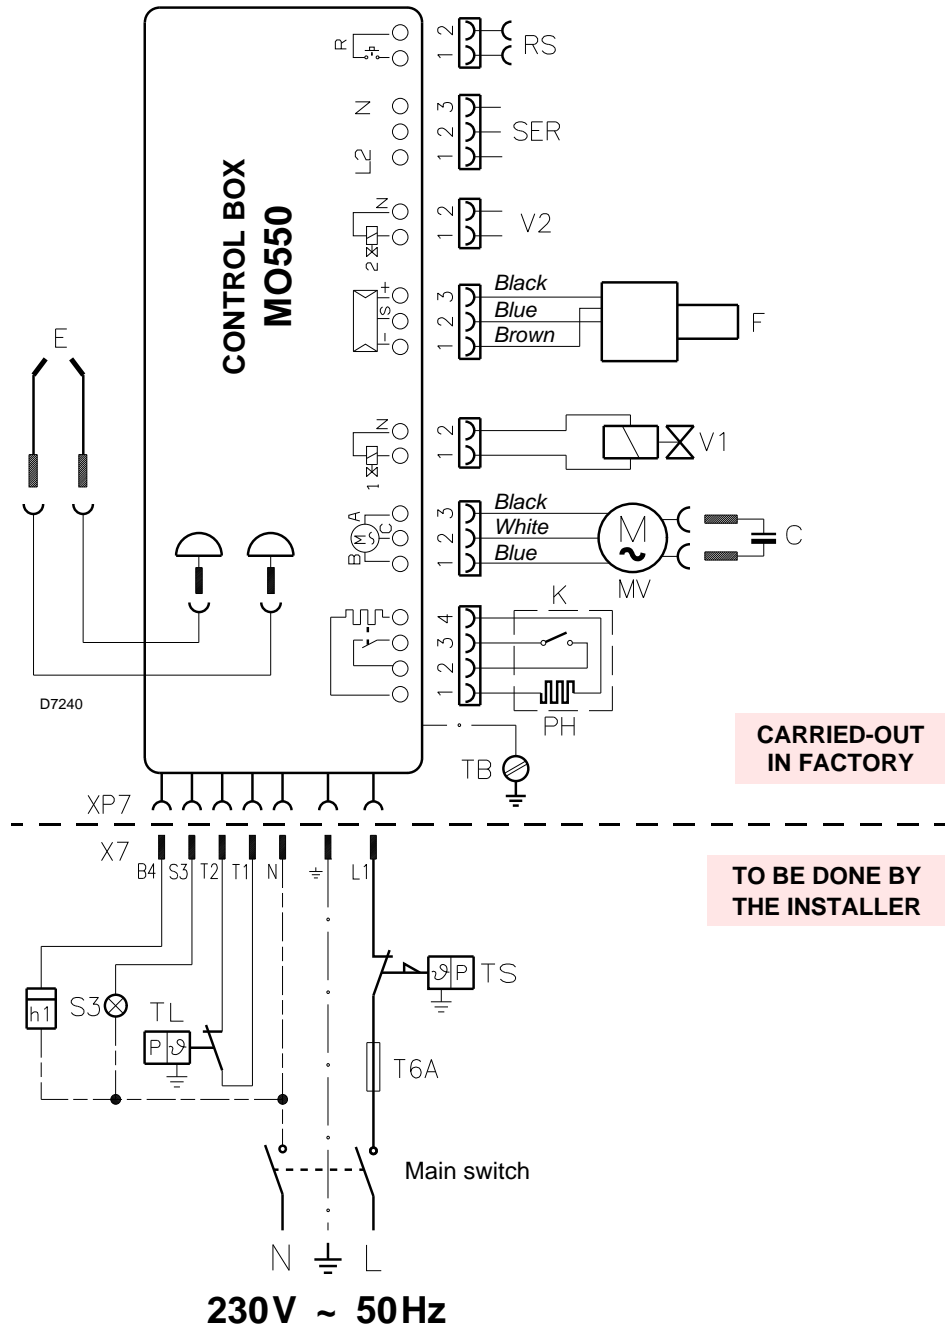 CONTROL BOX
MO550
R
2
1
RS
N
L2
3
2
1
SER
N
2
2
1
V2
+
S
-
3
2
1
Black
Blue
Brown
F
E
N
1
2
1
V1
A
C
B
M
S
3
2
1
Black
White
Blue
M
~
MV
C
4
3
2
1
K
PH
D7240
TB
CARRIED-OUT
IN FACTORY
XP7
X7
B4 S3 T2 T1 N L1
TO BE DONE BY
THE INSTALLER
h1
S3
TL
P ϑ
ϑ P
TS
T6A
Main switch
N L
230V ~ 50Hz